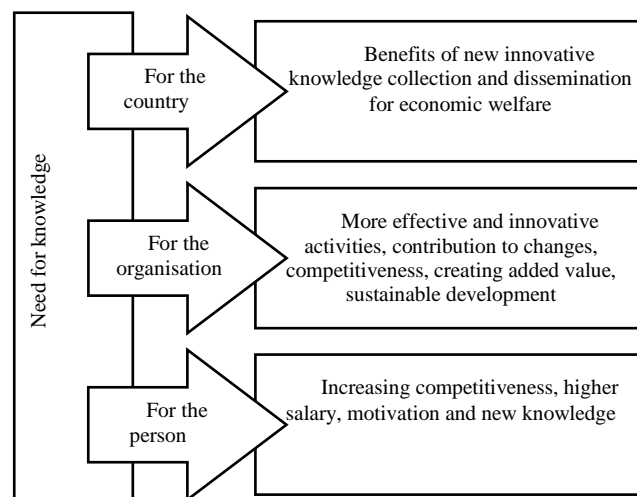 Need for knowledge
For the
country
Benefits of new innovative
knowledge collection and dissemination
for economic welfare
For the
organisation
More effective and innovative
activities, contribution to changes,
competitiveness, creating added value,
sustainable development
For the
person
Increasing competitiveness, higher
salary, motivation and new knowledge